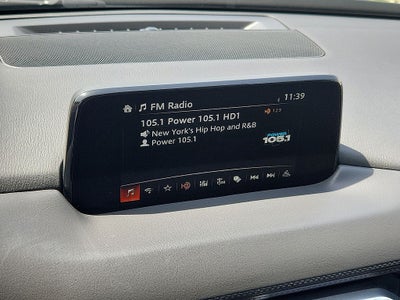 FM Radio
11:39
105.1 Power 105.1 HD1
New York's Hip Hop and R&B
Power 105.1
POWER
105.1